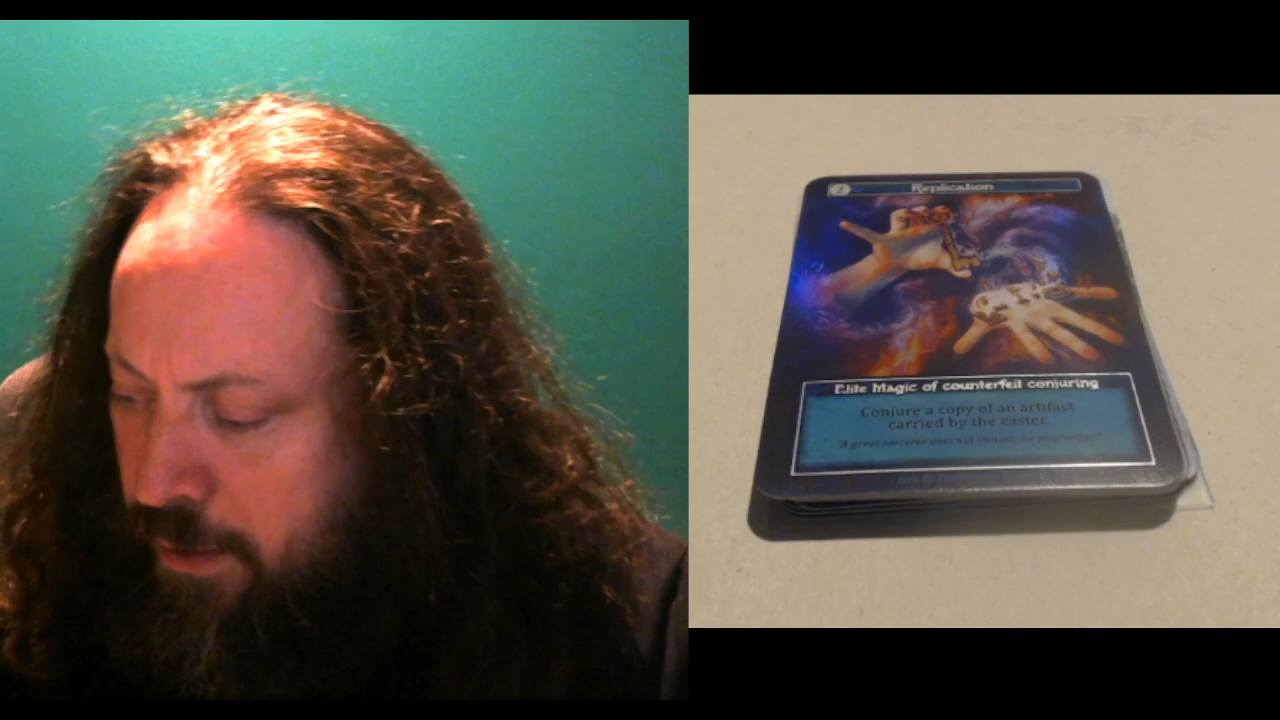 2
Replication
Elite Magic of counterfeit conjuring
Conjure a copy of an artifact
carried by the caster.
"A great sorcerer does not imitate, he plagiarizes!"